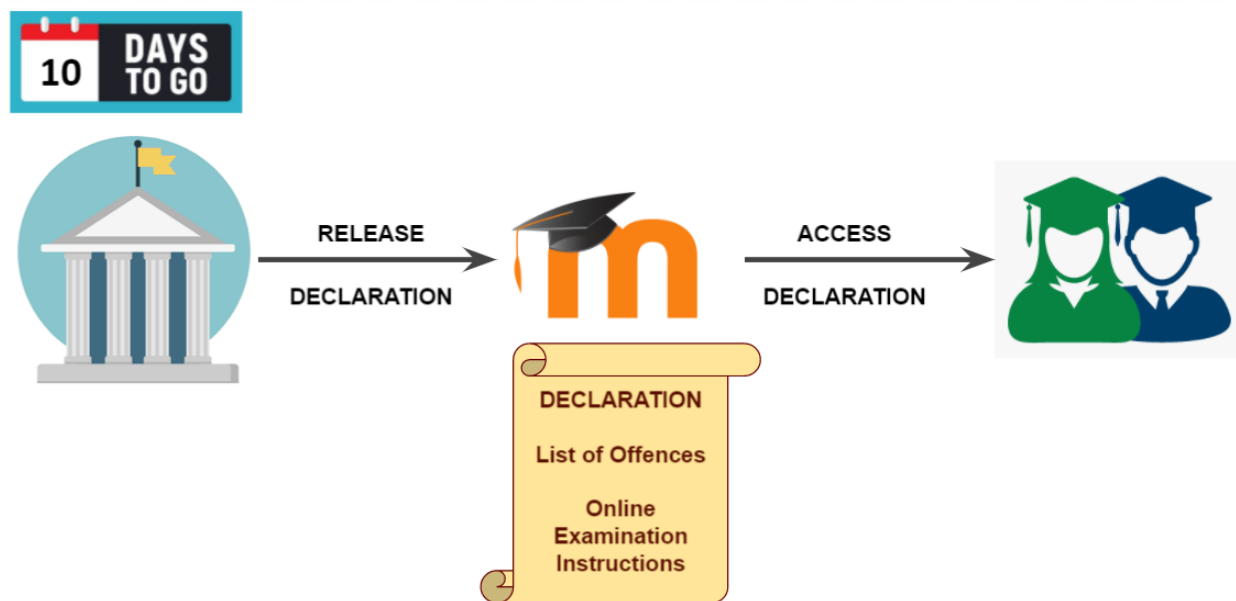 10
DAYS
TO GO
RELEASE
DECLARATION
m
ACCESS
DECLARATION
DECLARATION
List of Offences
Online
Examination
Instructions